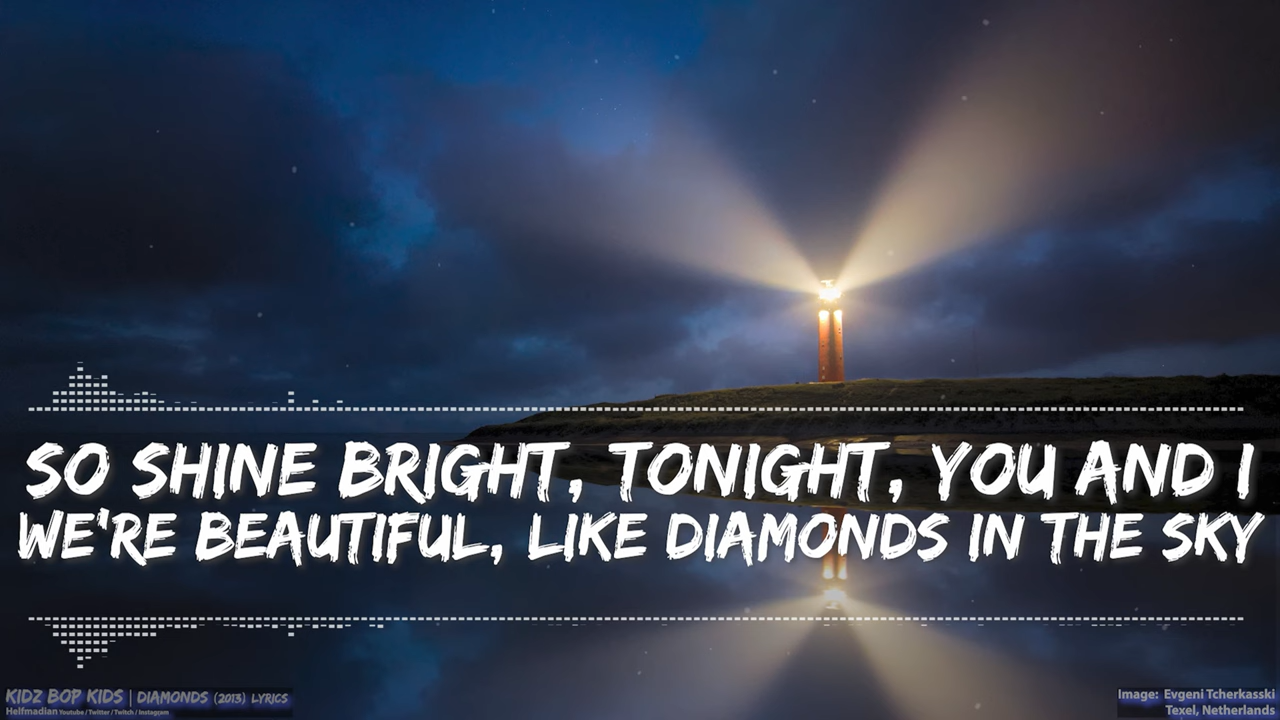 SO SHINE BRIGHT, TONIGHT, YOU AND I
WE'RE BEAUTIFUL, LIKE DIAMONDS IN THE SKY
KIDZ BOP KIDS | DIAMONDS (2013) LYRICS
Helfmadian Youtube / Twitter / Twitch / Instagram
Image: Evgeni Tcherkasski
Texel, Netherlands